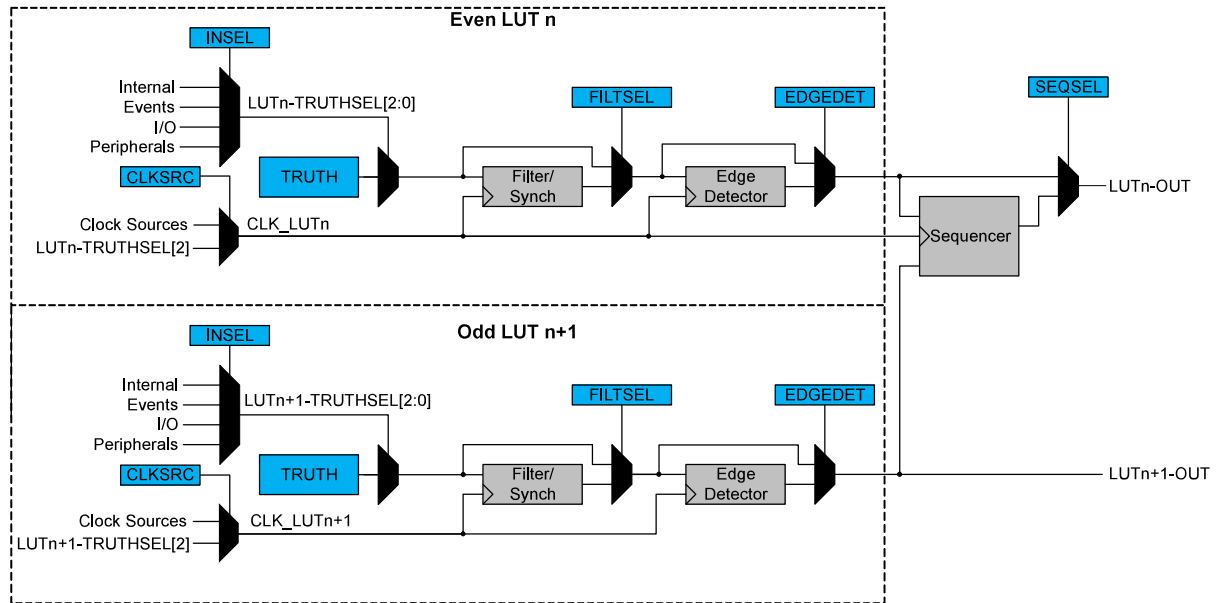 Even LUT n
INSEL
Internal
Events
I/O
Peripherals
LUTn-TRUTHSEL[2:0]
FILTSEL
EDGEDET
SEQSEL
CLKSRC
TRUTH
Filter/
Synch
Edge
Detector
LUTn-OUT
Clock Sources
LUTn-TRUTHSEL[2]
CLK_LUTn
Sequencer
Odd LUT n+1
INSEL
Internal
Events
I/O
Peripherals
LUTn+1-TRUTHSEL[2:0]
FILTSEL
EDGEDET
CLKSRC
TRUTH
Filter/
Synch
Edge
Detector
LUTn+1-OUT
Clock Sources
LUTn+1-TRUTHSEL[2]
CLK_LUTn+1